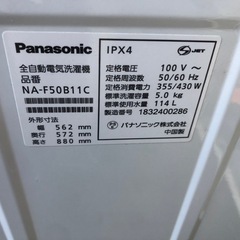 Panasonic
全自動電気洗濯機
品番
NA-F50B11C
外形寸法
幅 562 mm
奥行 572 mm
高さ 880 mm
IPX4
JET
定格電圧 100 V～
定格周波数 50/60 Hz
定格消費電力 355/430 W
標準洗濯容量 5.0 kg
標準使用水量 114 L
製造番号 1832400286
パナソニック株式会社
中国製